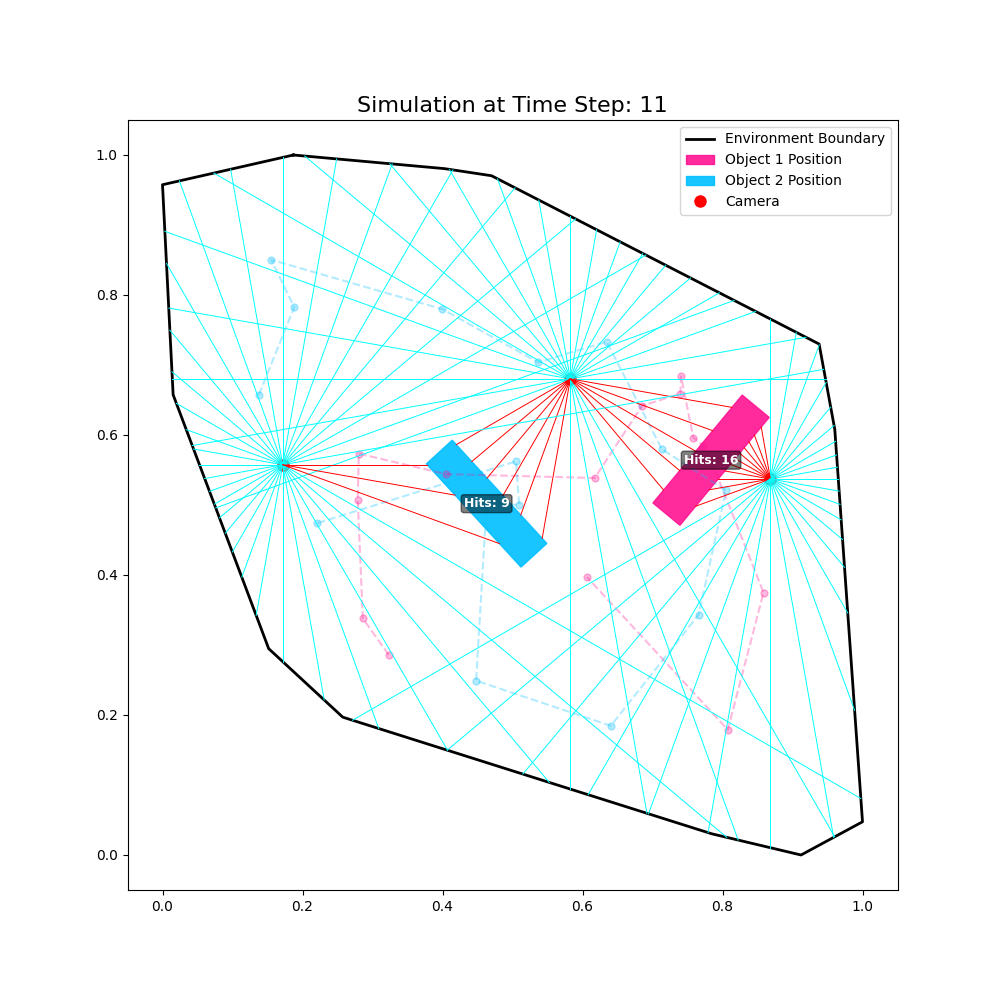 Simulation at Time Step: 11
Environment Boundary
Object 1 Position
Object 2 Position
Camera
1.0
0.8
0.6
0.4
0.2
0.0
Hits: 16
Hits: 9
0.0 0.2 0.4 0.6 0.8 1.0